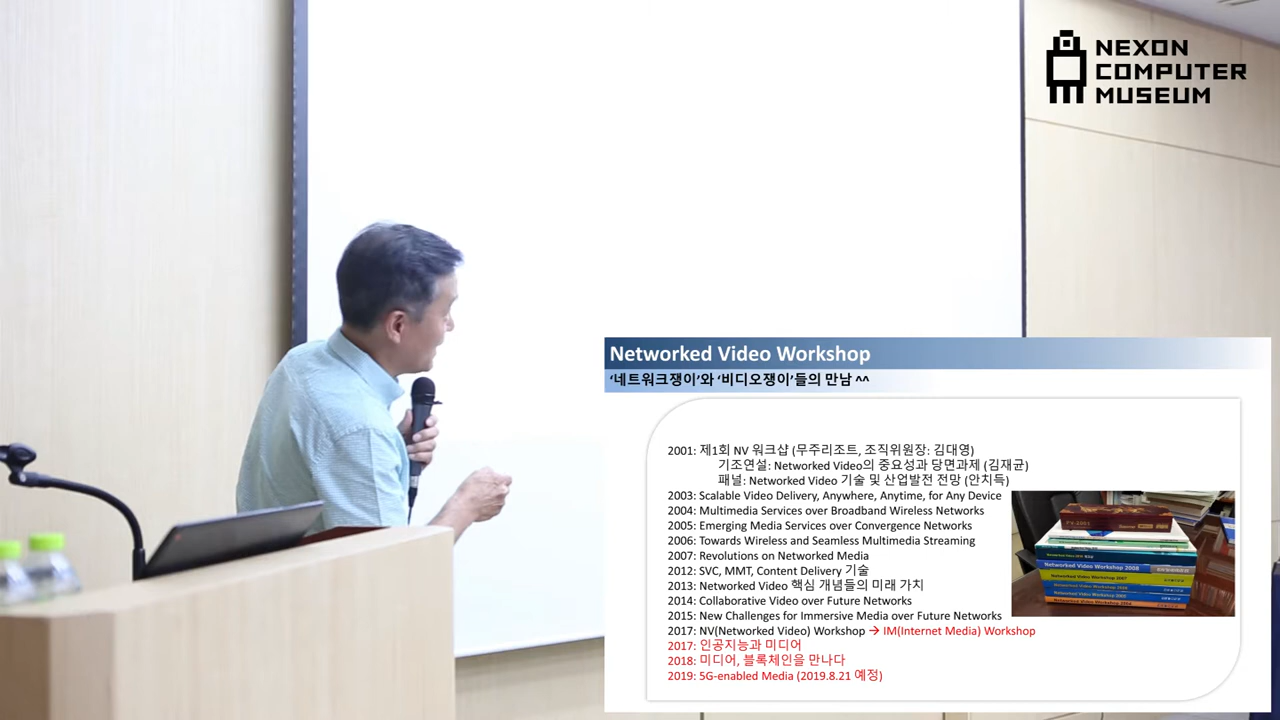 NEXON
COMPUTER
MUSEUM
Networked Video Workshop
‘네트워크쟁이’와 ‘비디오쟁이’들의 만남 ^^
2001: 제1회 NV 워크샵 (무주리조트, 조직위원장: 김대영)
기조연설: Networked Video의 중요성과 당면과제 (김재균)
패널: Networked Video 기술 및 산업발전 전망 (안치득)
2003: Scalable Video Delivery, Anywhere, Anytime, for Any Device
2004: Multimedia Services over Broadband Wireless Networks
2005: Emerging Media Services over Convergence Networks
2006: Towards Wireless and Seamless Multimedia Streaming
2007: Revolutions on Networked Media
2012: SVC, MMT, Content Delivery 기술
2013: Networked Video 핵심 개념들의 미래 가치
2014: Collaborative Video over Future Networks
2015: New Challenges for Immersive Media over Future Networks
2017: NV(Networked Video) Workshop → IM(Internet Media) Workshop
2017: 인공지능과 미디어
2018: 미디어, 블록체인을 만나다
2019: 5G-enabled Media (2019.8.21 예정)
Networked Video Workshop 2008
Networked Video Workshop 2007
Networked Video Workshop
Networked Video Workshop
Networked Video Workshop 2004